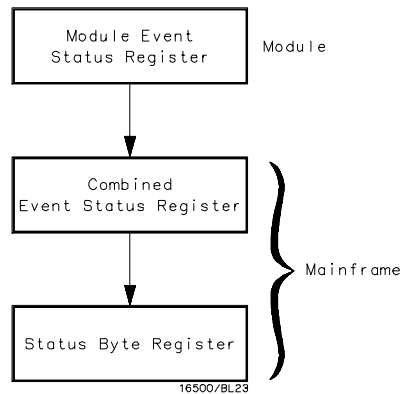 Module Event
Status Register
Module
Combined
Event Status Register
Mainframe
Status Byte Register
16500/BL23